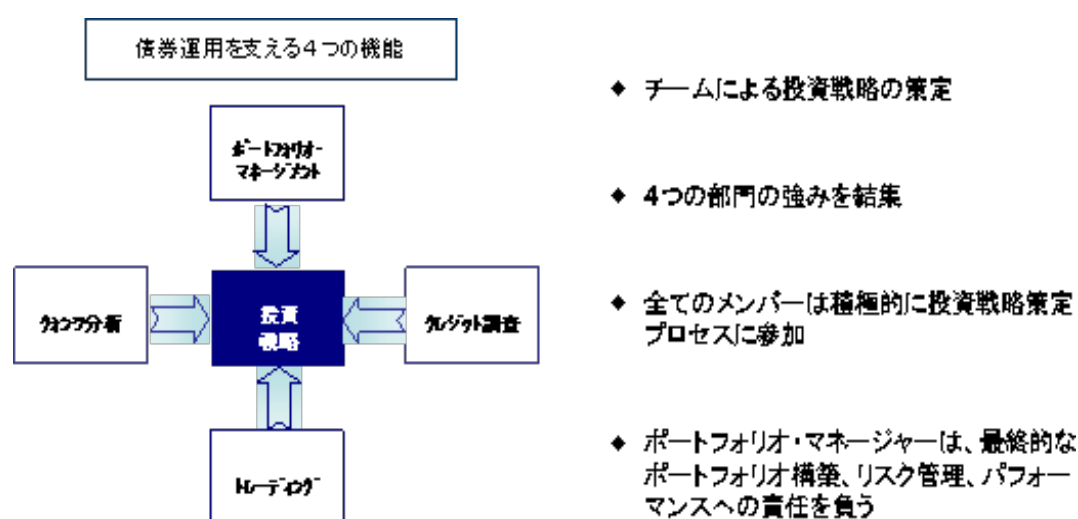 債券運用を支える4つの機能
ポートフォリオ・
マネージメント
クオンツ分析
投資
戦略
クレジット調査
トレーディング
◆ チームによる投資戦略の策定
◆ 4つの部門の強みを結集
◆ 全てのメンバーは積極的に投資戦略策定
プロセスに参加
◆ ポートフォリオ・マネージャーは、最終的な
ポートフォリオ構築、リスク管理、パフォー
マンスへの責任を負う